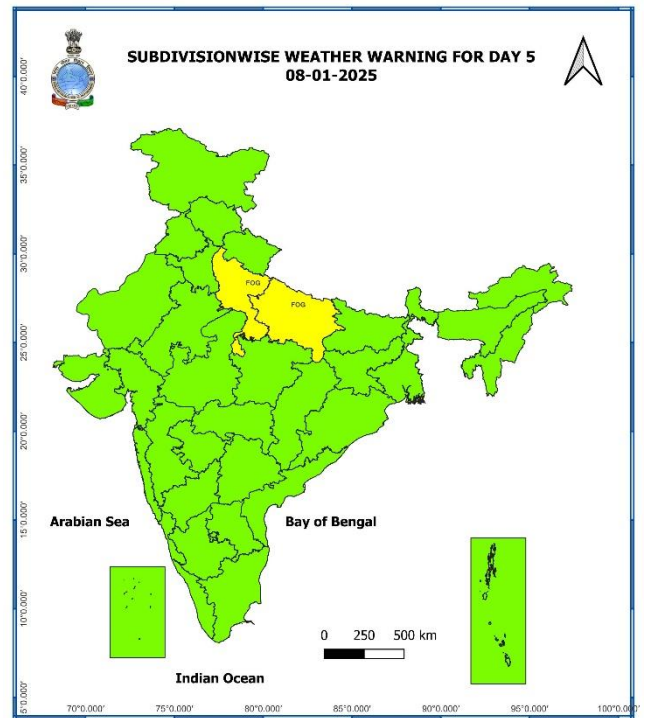 SUBDIVISIONWISE WEATHER WARNING FOR DAY 5
08-01-2025
40°0.000'
35°0.000'
30°0.000'
25°0.000'
20°0.000'
15°0.000'
10°0.000'
5°0.000'
FOG
FOG
Arabian Sea
Bay of Bengal
0 250 500 km
Indian Ocean
70°0.000' 75°0.000' 80°0.000' 85°0.000' 90°0.000' 95°0.000' 100°0.000'